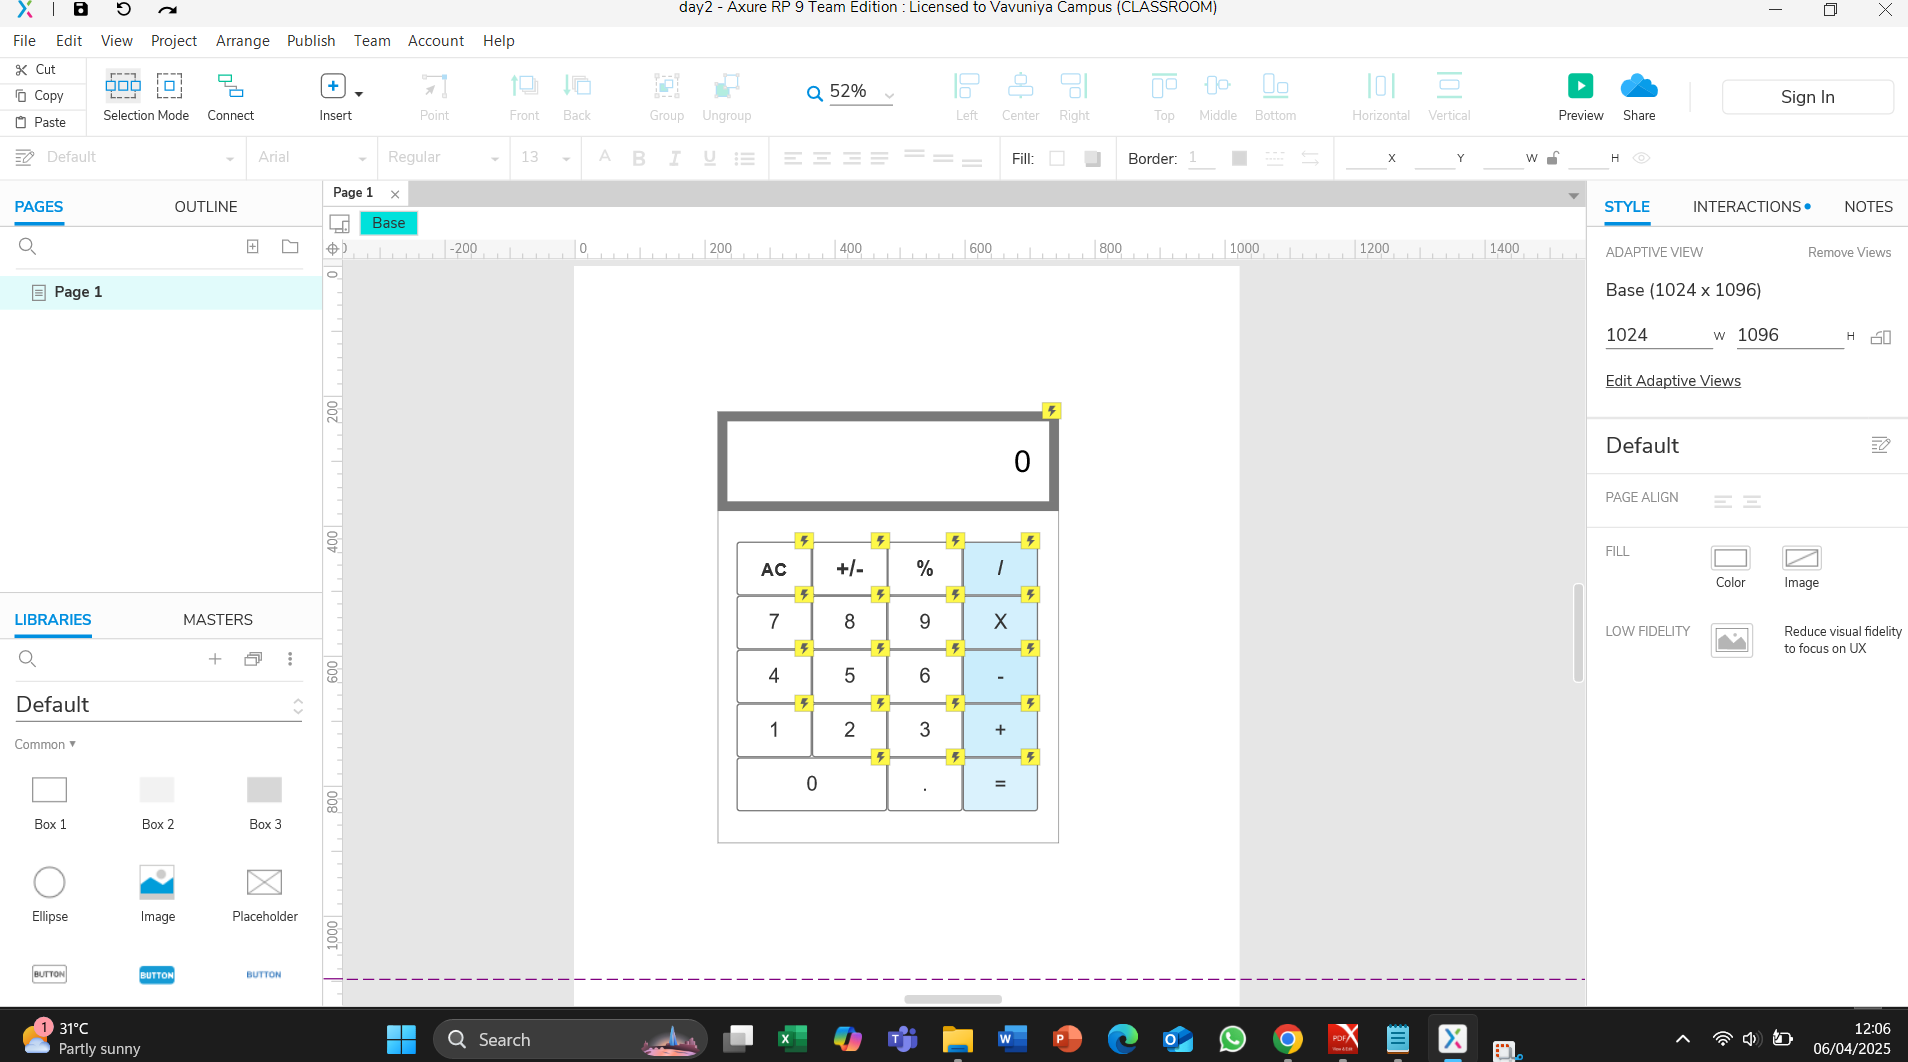 day2 - Axure RP 9 Team Edition : Licensed to Vavuniya Campus (CLASSROOM)
File Edit View Project Arrange Publish Team Account Help
Cut
Copy
Paste
Selection Mode Connect Insert Point Front Back Group Ungroup 52% Left Center Right Top Middle Bottom Horizontal Vertical Preview Share Sign In
Default Arial Regular 13 Fill: Border: 1 X Y W H
PAGES OUTLINE
Page 1
Page 1
Base
-200 0 200 400 600 800 1000 1200 1400
0
200
400
600
800
1000
0
AC +/- % /
7 8 9 X
4 5 6 -
1 2 3 +
0 . =
LIBRARIES MASTERS
Default
Common
Box 1 Box 2 Box 3
Ellipse Image Placeholder
BUTTON BUTTON BUTTON
STYLE INTERACTIONS NOTES
ADAPTIVE VIEW Remove Views
Base (1024 x 1096)
1024 W 1096 H
Edit Adaptive Views
Default
PAGE ALIGN
FILL
Color Image
LOW FIDELITY
Reduce visual fidelity
to focus on UX
1
31°C
Partly sunny
Search
12:06
06/04/2025